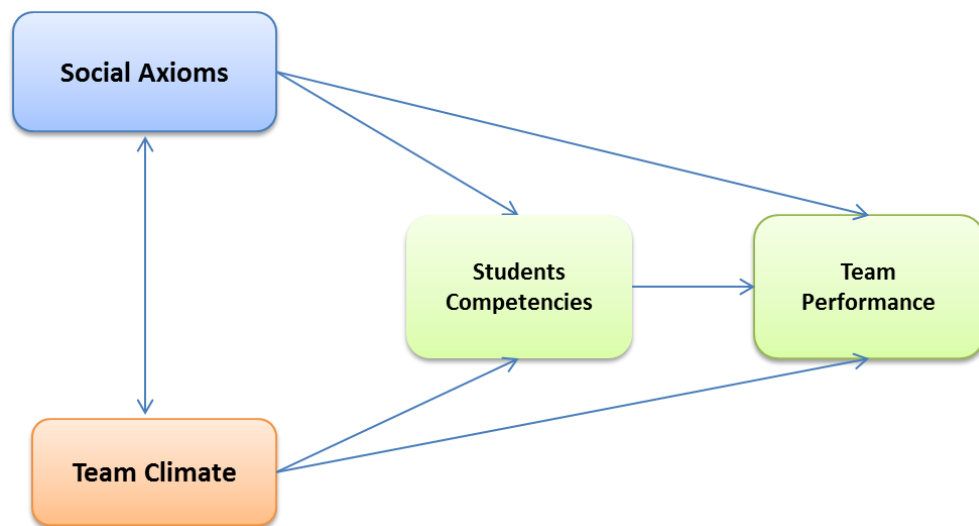 Social Axioms
Students
Competencies
Team
Performance
Team Climate